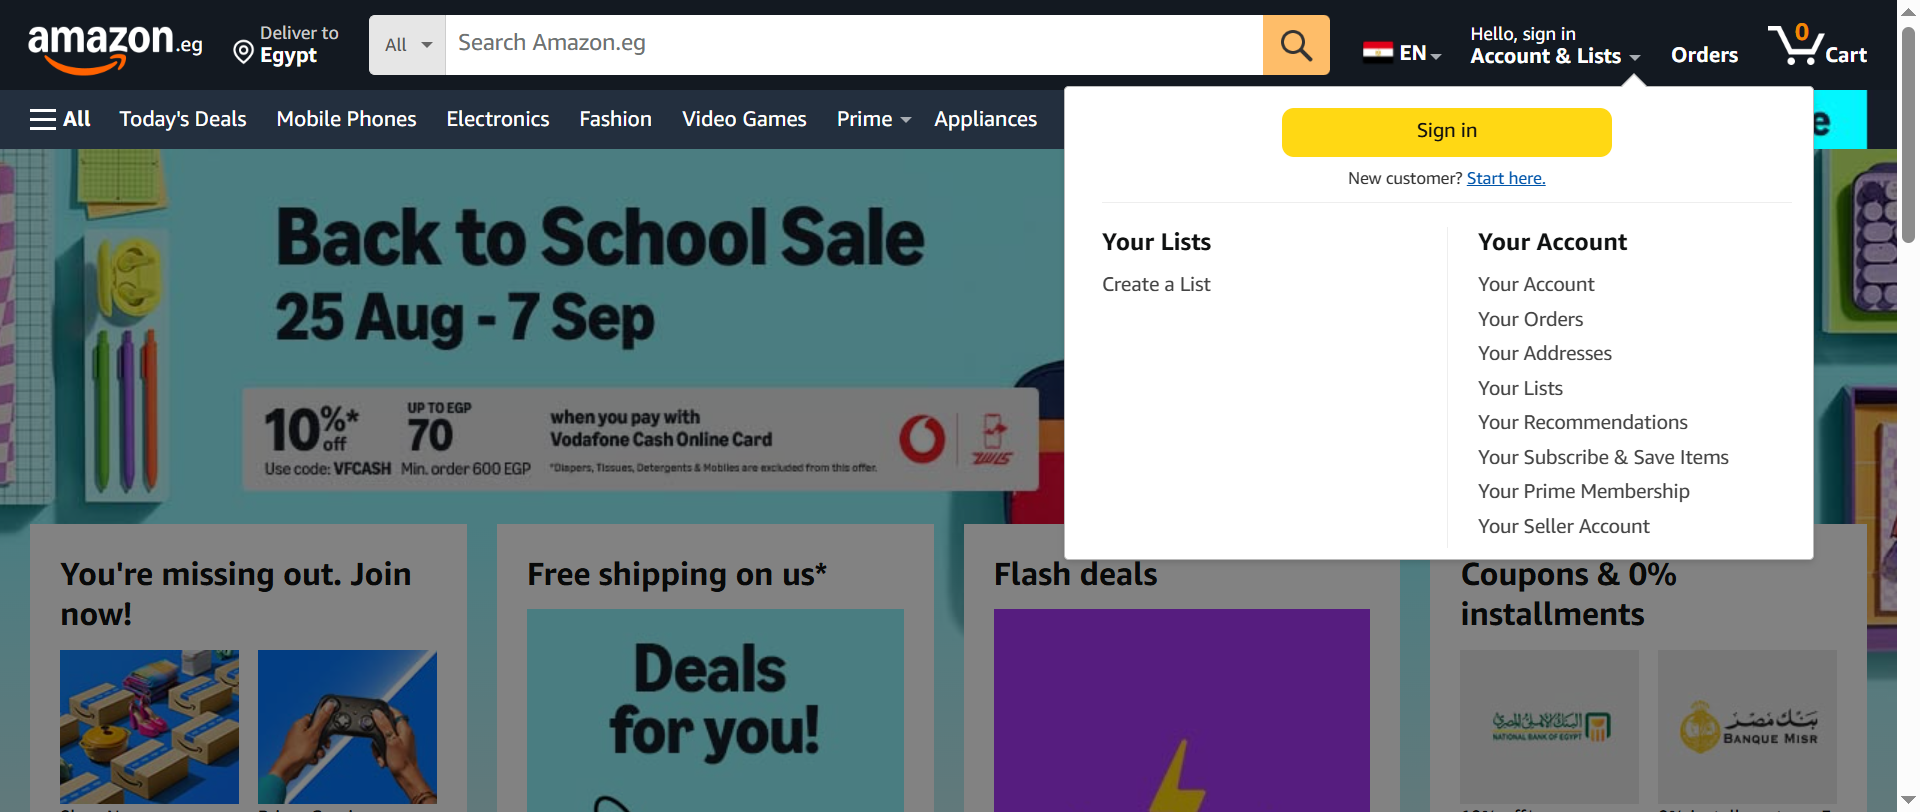 amazon.eg
Deliver to
Egypt
All
Search Amazon.eg
EN
Hello, sign in
Account & Lists
Orders
0
Cart
All
Today's Deals
Mobile Phones
Electronics
Fashion
Video Games
Prime
Appliances
e
Sign in
New customer? Start here.
Your Lists
Create a List
Your Account
Your Account
Your Orders
Your Addresses
Your Lists
Your Recommendations
Your Subscribe & Save Items
Your Prime Membership
Your Seller Account
Back to School Sale
25 Aug - 7 Sep
10%* off
Use code: VFCASH
UP TO EGP
70
Min. order 600 EGP
when you pay with
Vodafone Cash Online Card
*Diapers, Tissues, Detergents & Mobiles are excluded from this offer.
You're missing out. Join
now!
Free shipping on us*
Deals
for you!
Flash deals
Coupons & 0%
installments
البنك الأهلي المصري
NATIONAL BANK OF EGYPT
بنك مصر
BANQUE MISR